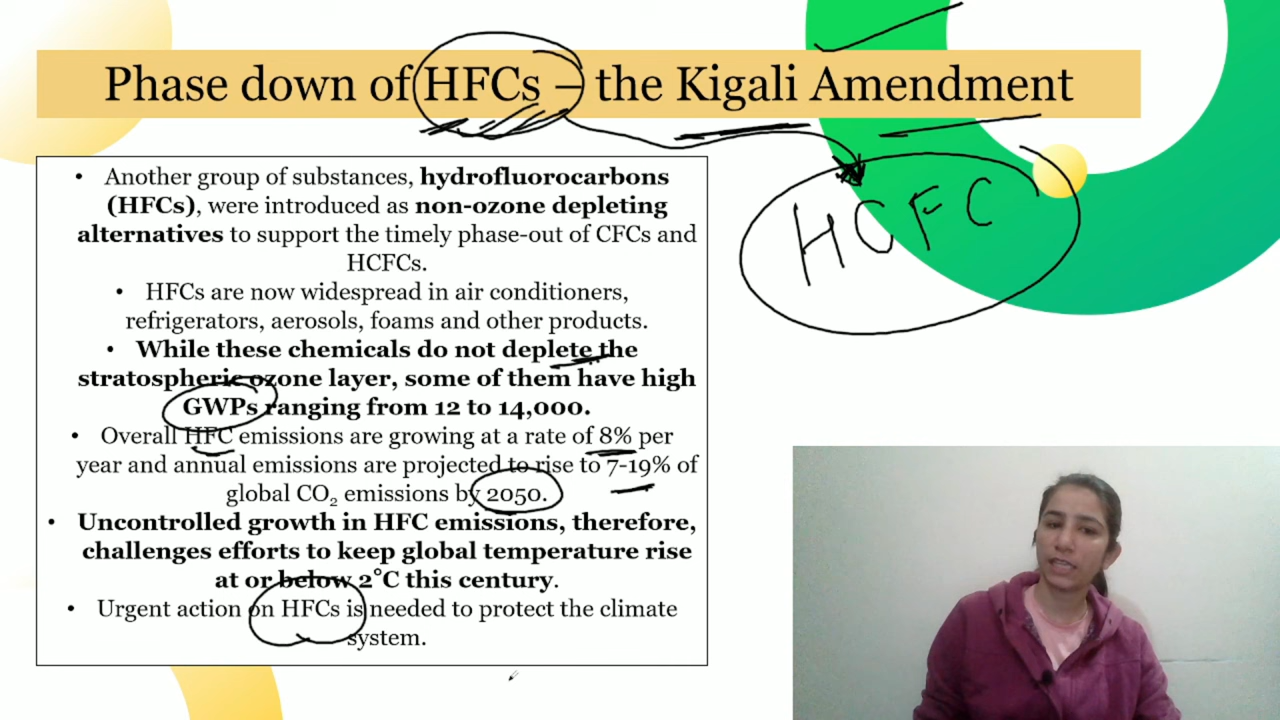 Phase down of HFCs – the Kigali Amendment
HCFC
• Another group of substances, hydrofluorocarbons
(HFCs), were introduced as non-ozone depleting
alternatives to support the timely phase-out of CFCs and
HCFCs.
• HFCs are now widespread in air conditioners,
refrigerators, aerosols, foams and other products.
• While these chemicals do not deplete the
stratospheric ozone layer, some of them have high
GWPs ranging from 12 to 14,000.
• Overall HFC emissions are growing at a rate of 8% per
year and annual emissions are projected to rise to 7-19% of
global CO₂ emissions by 2050.
• Uncontrolled growth in HFC emissions, therefore,
challenges efforts to keep global temperature rise
at or below 2°C this century.
• Urgent action on HFCs is needed to protect the climate
system.